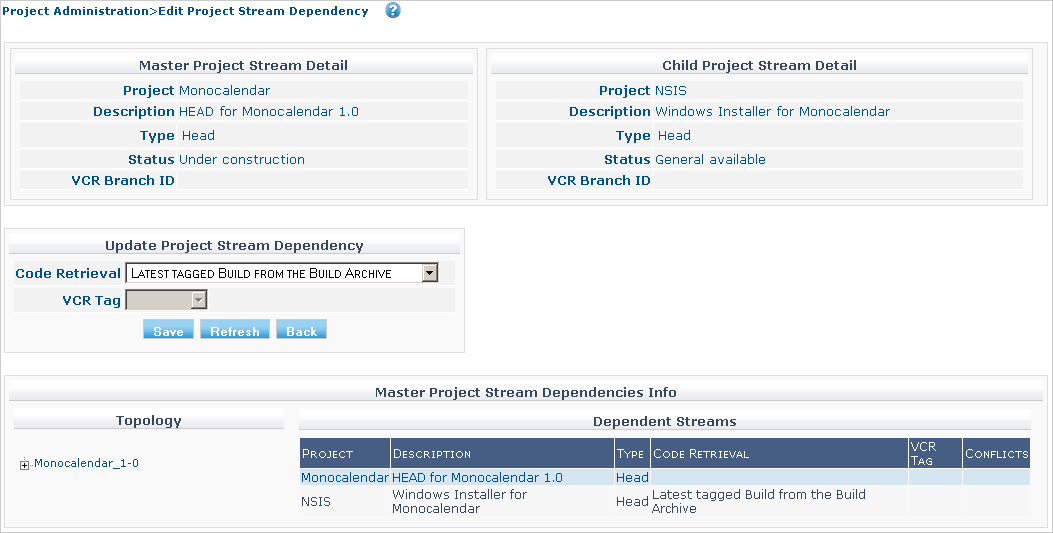 Project Administration>Edit Project Stream Dependency ?
Master Project Stream Detail
Project Monocalendar
Description HEAD for Monocalendar 1.0
Type Head
Status Under construction
VCR Branch ID
Child Project Stream Detail
Project NSIS
Description Windows Installer for Monocalendar
Type Head
Status General available
VCR Branch ID
Update Project Stream Dependency
Code Retrieval Latest tagged Build from the Build Archive
VCR Tag
Save Refresh Back
Master Project Stream Dependencies Info
Topology
Monocalendar_1-0
Dependent Streams
Project Description Type Code Retrieval VCR Tag Conflicts
Monocalendar HEAD for Monocalendar 1.0 Head
NSIS Windows Installer for Monocalendar Head Latest tagged Build from the Build Archive